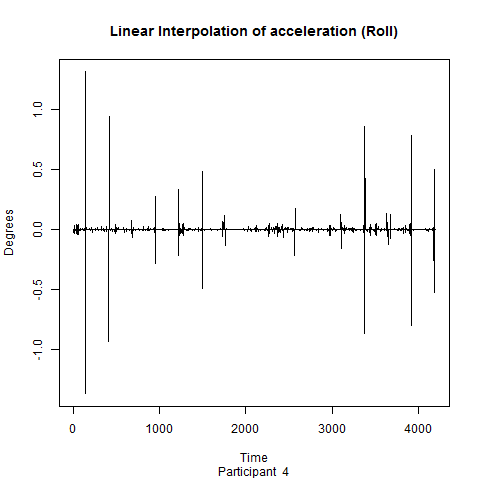 Linear Interpolation of acceleration (Roll)
1.0
0.5
0.0
-0.5
-1.0
Degrees
0 1000 2000 3000 4000
Time
Participant 4